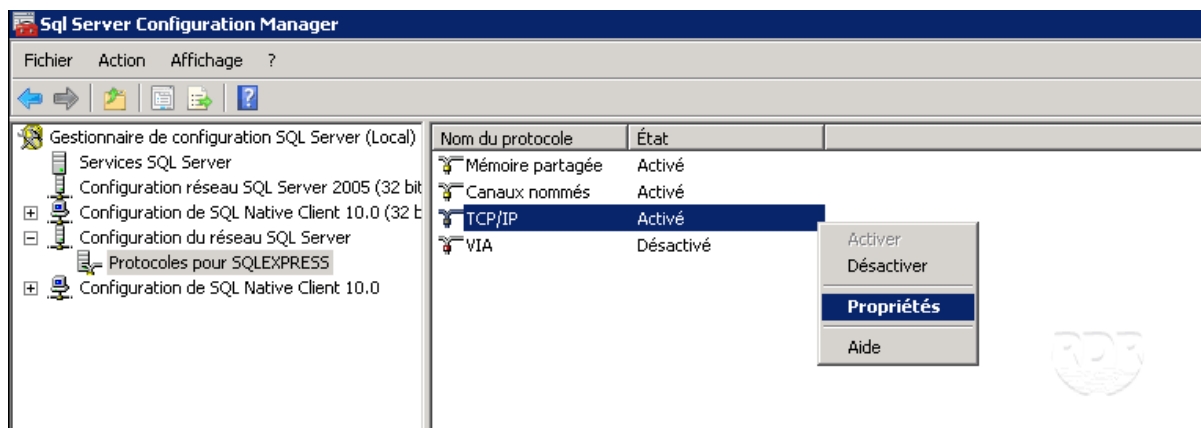 Sql Server Configuration Manager
Fichier Action Affichage ?
Gestionnaire de configuration SQL Server (Local)
Services SQL Server
Configuration réseau SQL Server 2005 (32 bit
Configuration de SQL Native Client 10.0 (32 b
Configuration du réseau SQL Server
Protocoles pour SQLEXPRESS
Configuration de SQL Native Client 10.0
Nom du protocole État
Mémoire partagée Activé
Canaux nommés Activé
TCP/IP Activé
VIA Désactivé
Activer
Désactiver
Propriétés
Aide
RDR